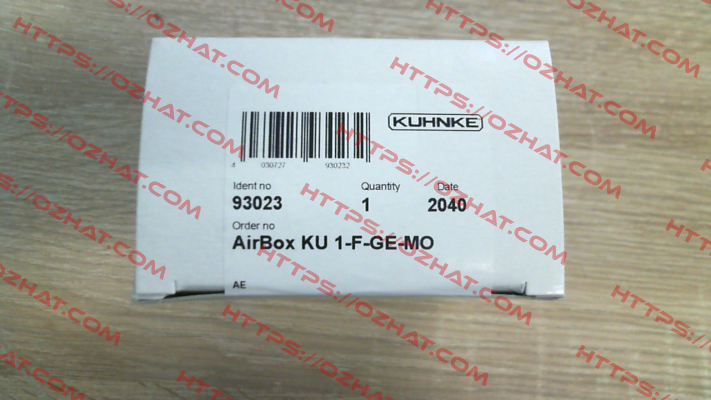 KUHNKE
4 030727 930232
Ident no Quantity Date
93023 1 2040
Order no
AirBox KU 1-F-GE-MO
AE
HTTPS://OZHAT.COM